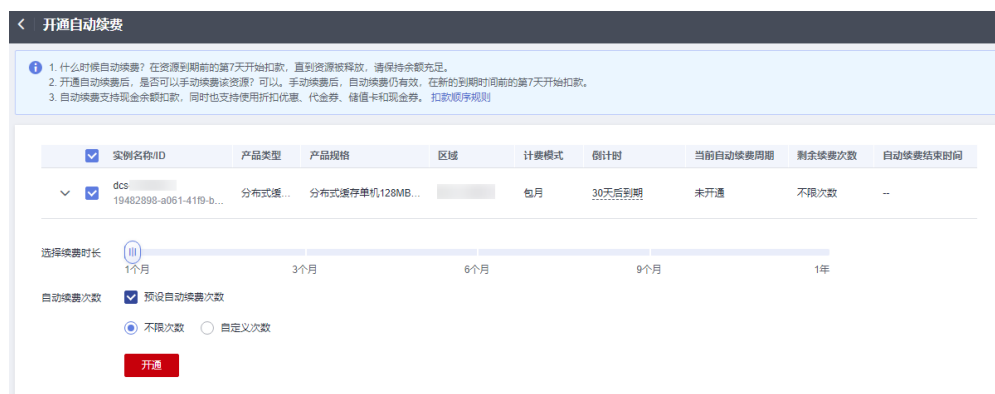 开通自动续费
1. 什么时候自动续费？在资源到期前的第7天开始扣款，直到资源被释放，请保持余额充足。
2. 开通自动续费后，是否可以手动续费该资源？可以。手动续费后，自动续费仍有效，在新的到期时间前的第7天开始扣款。
3. 自动续费支持现金余额扣款，同时也支持使用折扣优惠、代金券、储值卡和现金券。 扣款顺序规则
实例名称/ID 产品类型 产品规格 区域 计费模式 倒计时 当前自动续费周期 剩余续费次数 自动续费结束时间
dcs
19482898-a061-41f9-b... 分布式缓... 分布式缓存单机128MB... 包月 30天后到期 未开通 不限次数 --
选择续费时长
1个月 3个月 6个月 9个月 1年
自动续费次数 预设自动续费次数
不限次数 自定义次数
开通